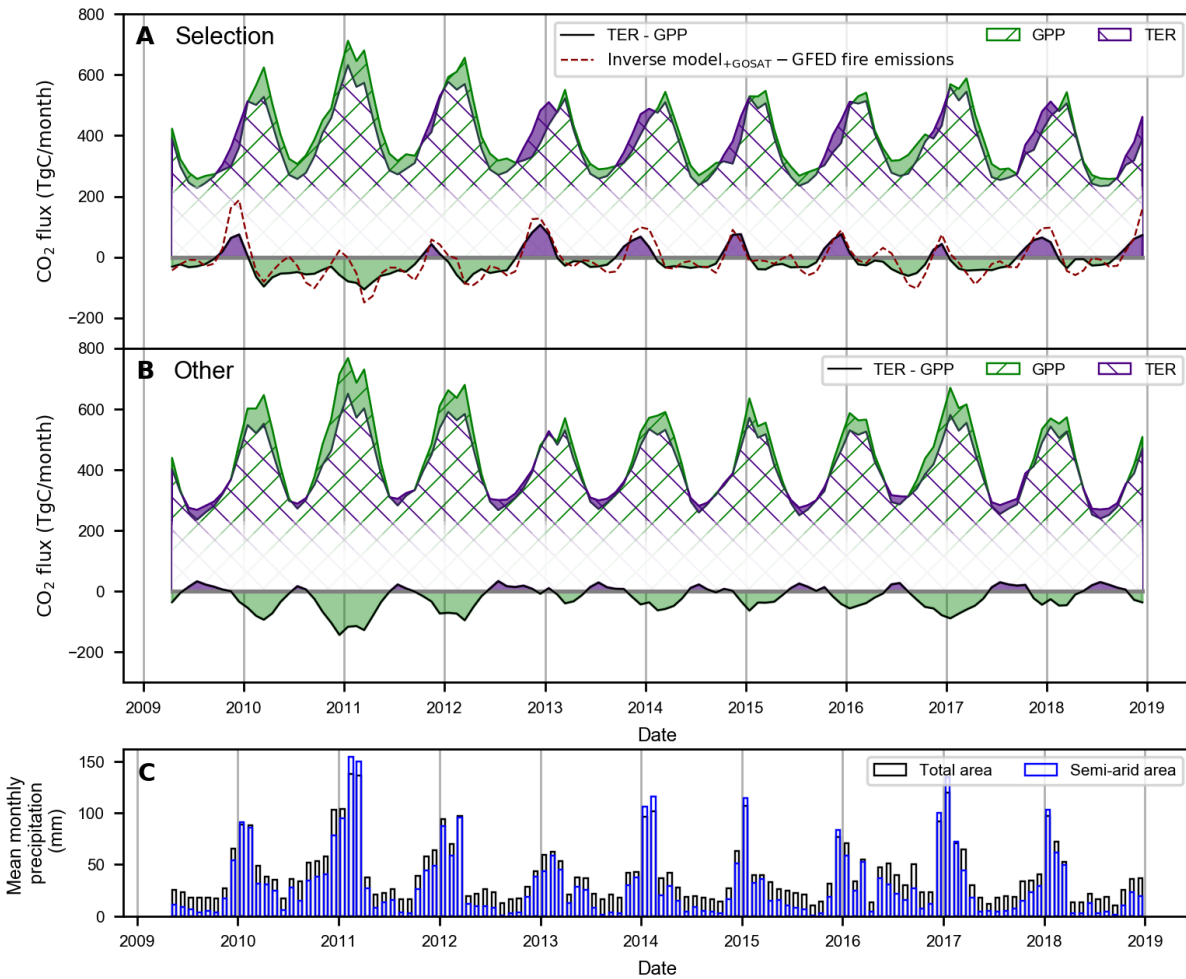 A Selection
TER - GPP
GPP
TER
Inverse model+GOSAT − GFED fire emissions
CO2 flux (TgC/month)
800
600
400
200
0
−200
B Other
TER - GPP
GPP
TER
CO2 flux (TgC/month)
800
600
400
200
0
−200
2009 2010 2011 2012 2013 2014 2015 2016 2017 2018 2019
Date
C
Total area
Semi-arid area
Mean monthly
precipitation
(mm)
150
100
50
0
2009 2010 2011 2012 2013 2014 2015 2016 2017 2018 2019
Date